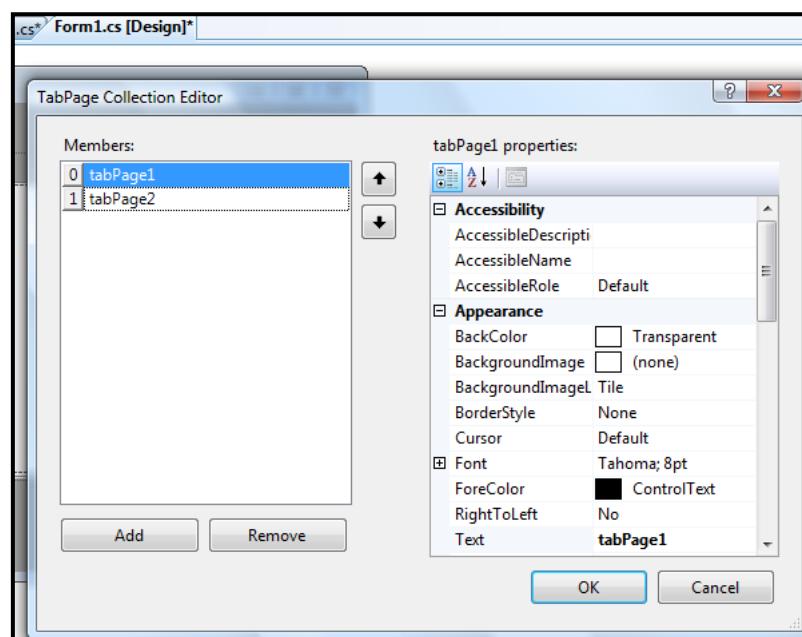 .cs* Form1.cs [Design]*
TabPage Collection Editor
Members:
0 tabPage1
1 tabPage2
Add Remove
tabPage1 properties:
Accessibility
AccessibleDescripti
AccessibleName
AccessibleRole Default
Appearance
BackColor Transparent
BackgroundImage (none)
BackgroundImageL Tile
BorderStyle None
Cursor Default
Font Tahoma; 8pt
ForeColor ControlText
RightToLeft No
Text tabPage1
OK Cancel